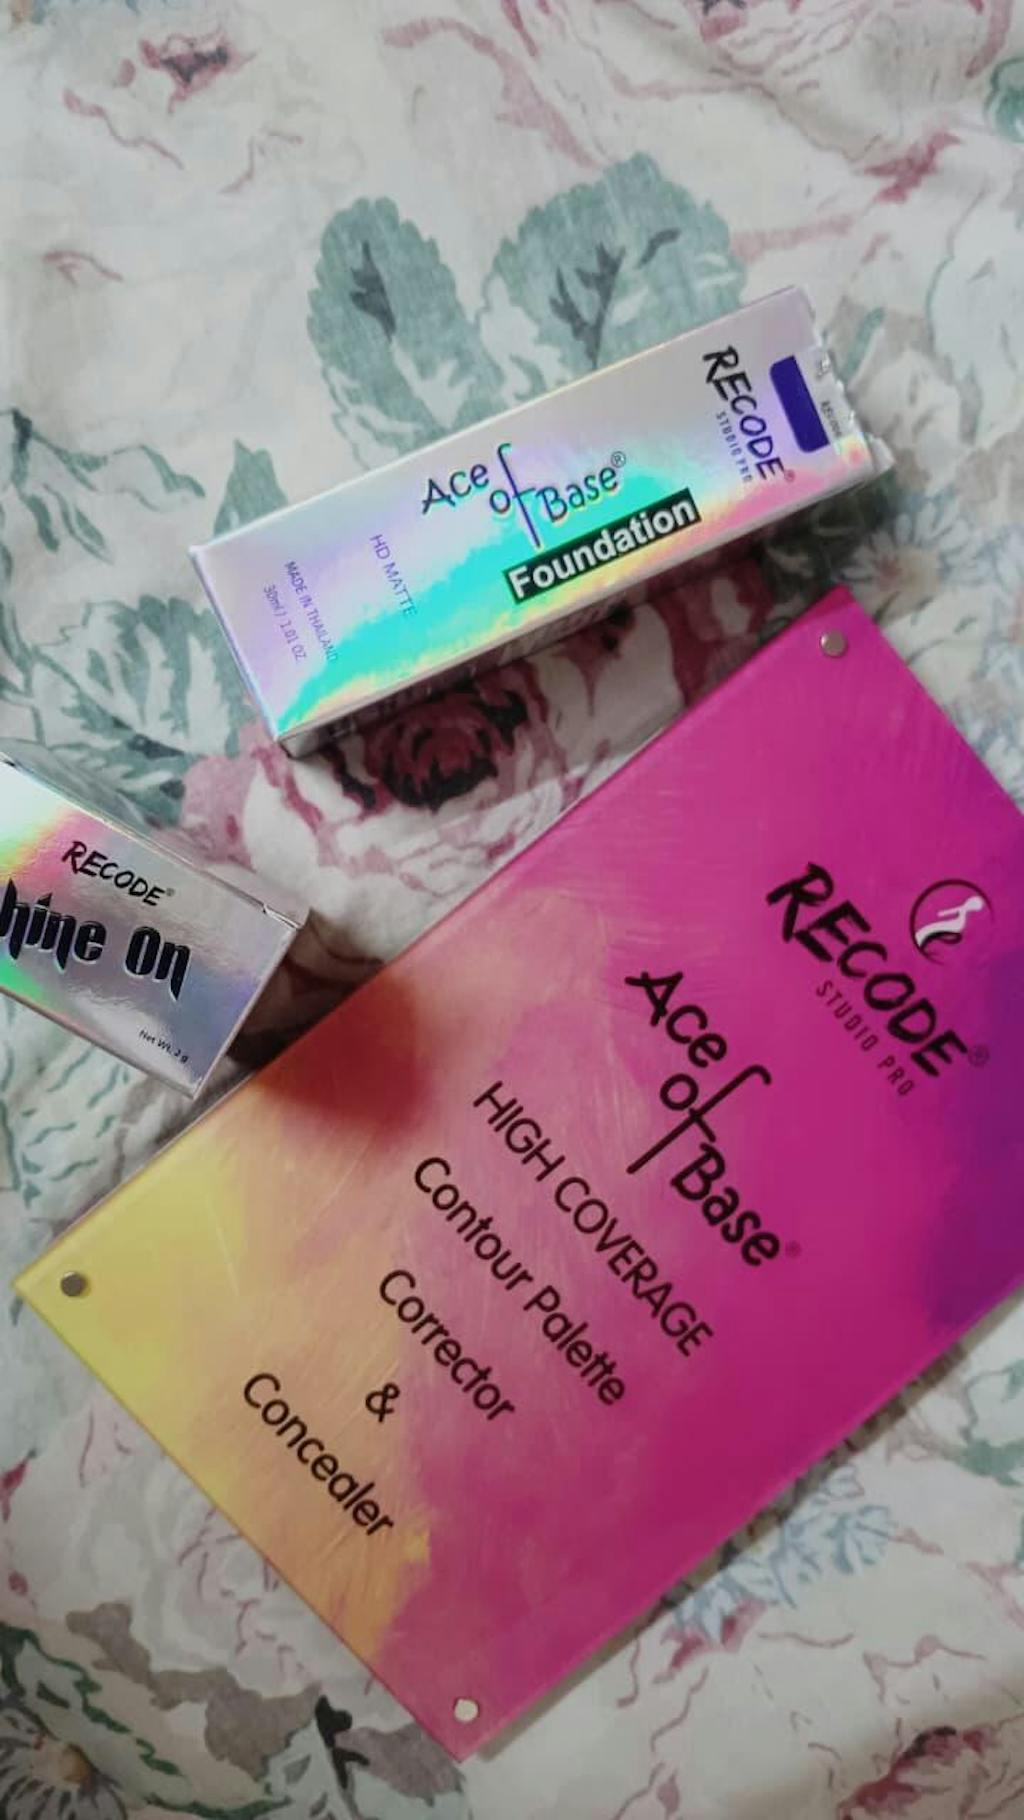 RECODE®
STUDIO PRO
Ace of Base®
Foundation
HD MATTE
MADE IN THAILAND
30ml / 1.01 OZ
RECODE®
hine On
Net Wt. 2 g
RECODE®
STUDIO PRO
Ace of Base®
HIGH COVERAGE
Contour Palette
Corrector
&
Concealer